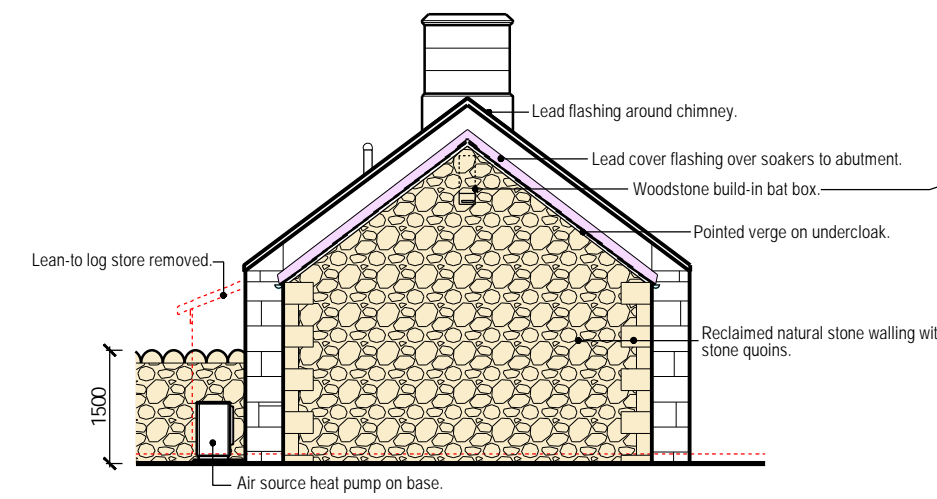 Lead flashing around chimney.
Lead cover flashing over soakers to abutment.
Woodstone build-in bat box.
Pointed verge on undercloak.
Lean-to log store removed.
Reclaimed natural stone walling wit
stone quoins.
1500
Air source heat pump on base.